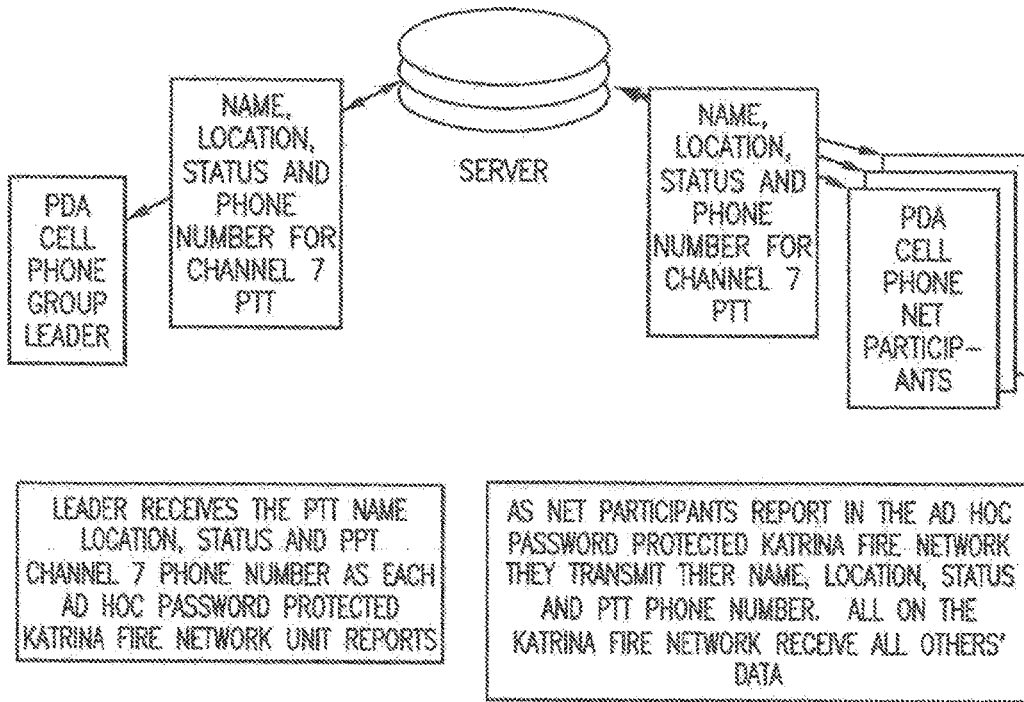 PDA
CELL
PHONE
GROUP
LEADER
NAME,
LOCATION,
STATUS AND
PHONE
NUMBER FOR
CHANNEL 7
PTT
SERVER
NAME,
LOCATION,
STATUS AND
PHONE
NUMBER FOR
CHANNEL 7
PTT
PDA
CELL
PHONE
NET
PARTICIP-
ANTS
LEADER RECEIVES THE PTT NAME
LOCATION, STATUS AND PPT
CHANNEL 7 PHONE NUMBER AS EACH
AD HOC PASSWORD PROTECTED
KATRINA FIRE NETWORK UNIT REPORTS
AS NET PARTICIPANTS REPORT IN THE AD HOC
PASSWORD PROTECTED KATRINA FIRE NETWORK
THEY TRANSMIT THIER NAME, LOCATION, STATUS
AND PTT PHONE NUMBER. ALL ON THE
KATRINA FIRE NETWORK RECEIVE ALL OTHERS'
DATA